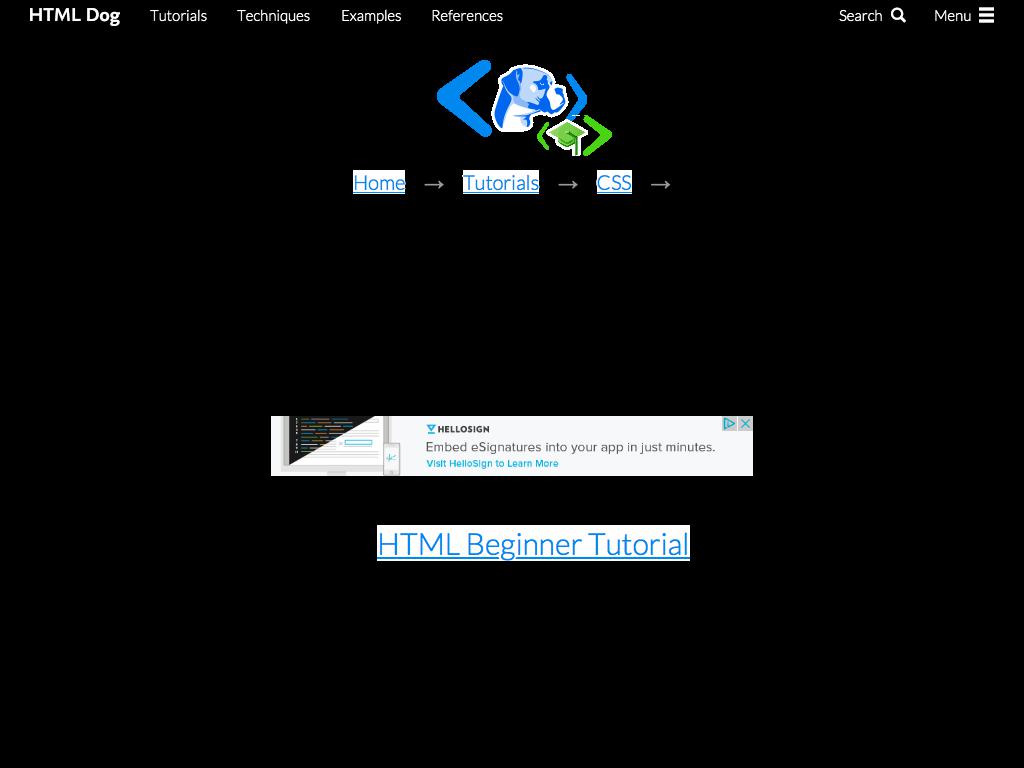 HTML Dog Tutorials Techniques Examples References Search Menu
Home → Tutorials → CSS →
HELLOSIGN
Embed eSignatures into your app in just minutes.
Visit HelloSign to Learn More
HTML Beginner Tutorial